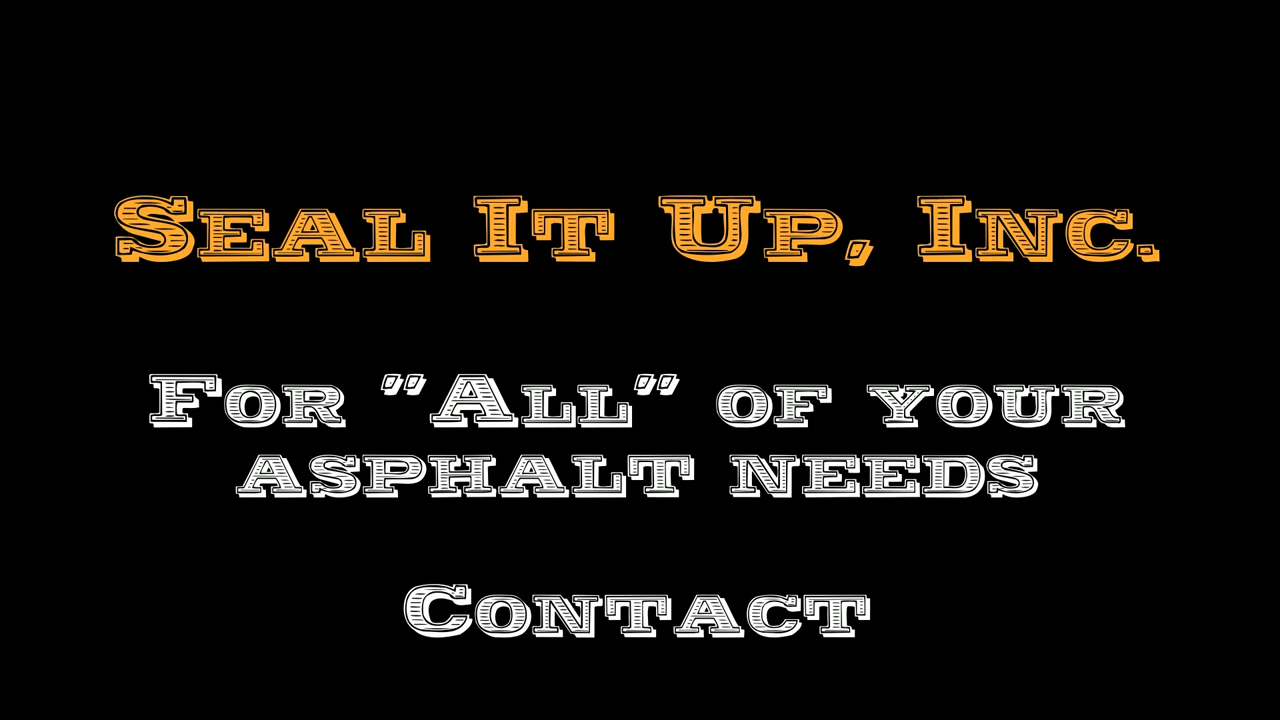 Seal It Up, Inc.
For "All" of your
asphalt needs
Contact